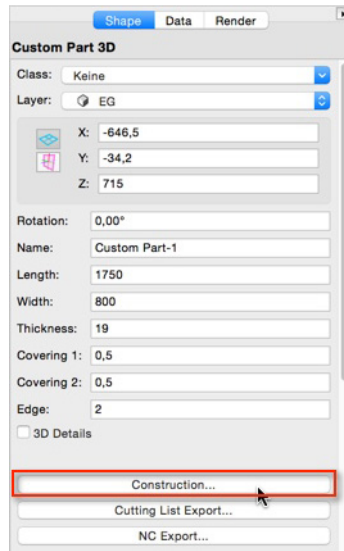 Shape Data Render
Custom Part 3D
Class: Keine
Layer: EG
X: -646,5
Y: -34,2
Z: 715
Rotation: 0,00°
Name: Custom Part-1
Length: 1750
Width: 800
Thickness: 19
Covering 1: 0,5
Covering 2: 0,5
Edge: 2
3D Details
Construction...
Cutting List Export...
NC Export...